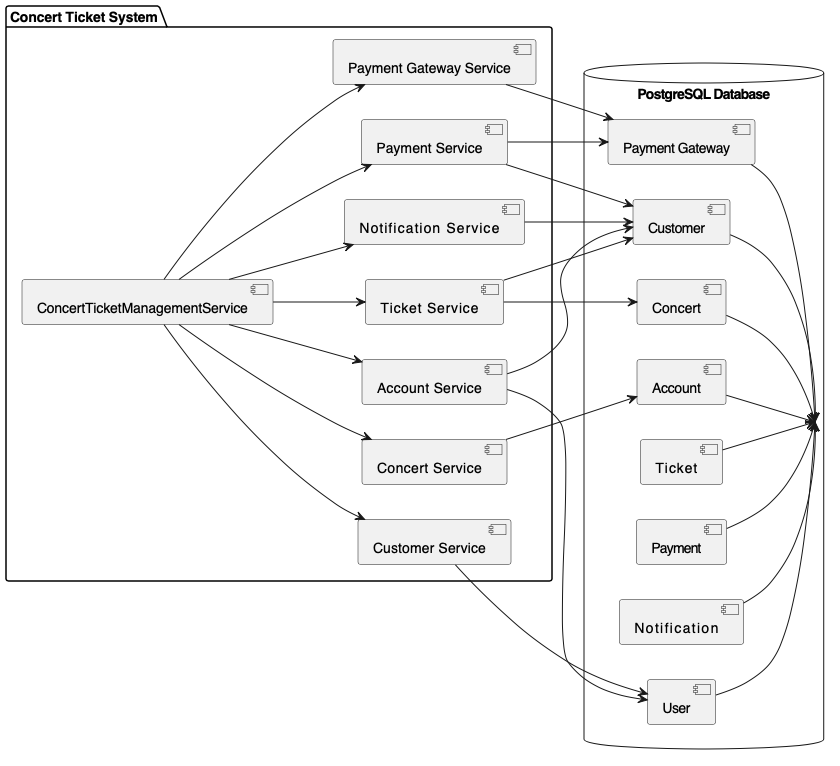 Concert Ticket System
Payment Gateway Service
PostgreSQL Database
Payment Service
Payment Gateway
Notification Service
Customer
ConcertTicketManagementService
Ticket Service
Concert
Account Service
Account
Concert Service
Ticket
Customer Service
Payment
Notification
User